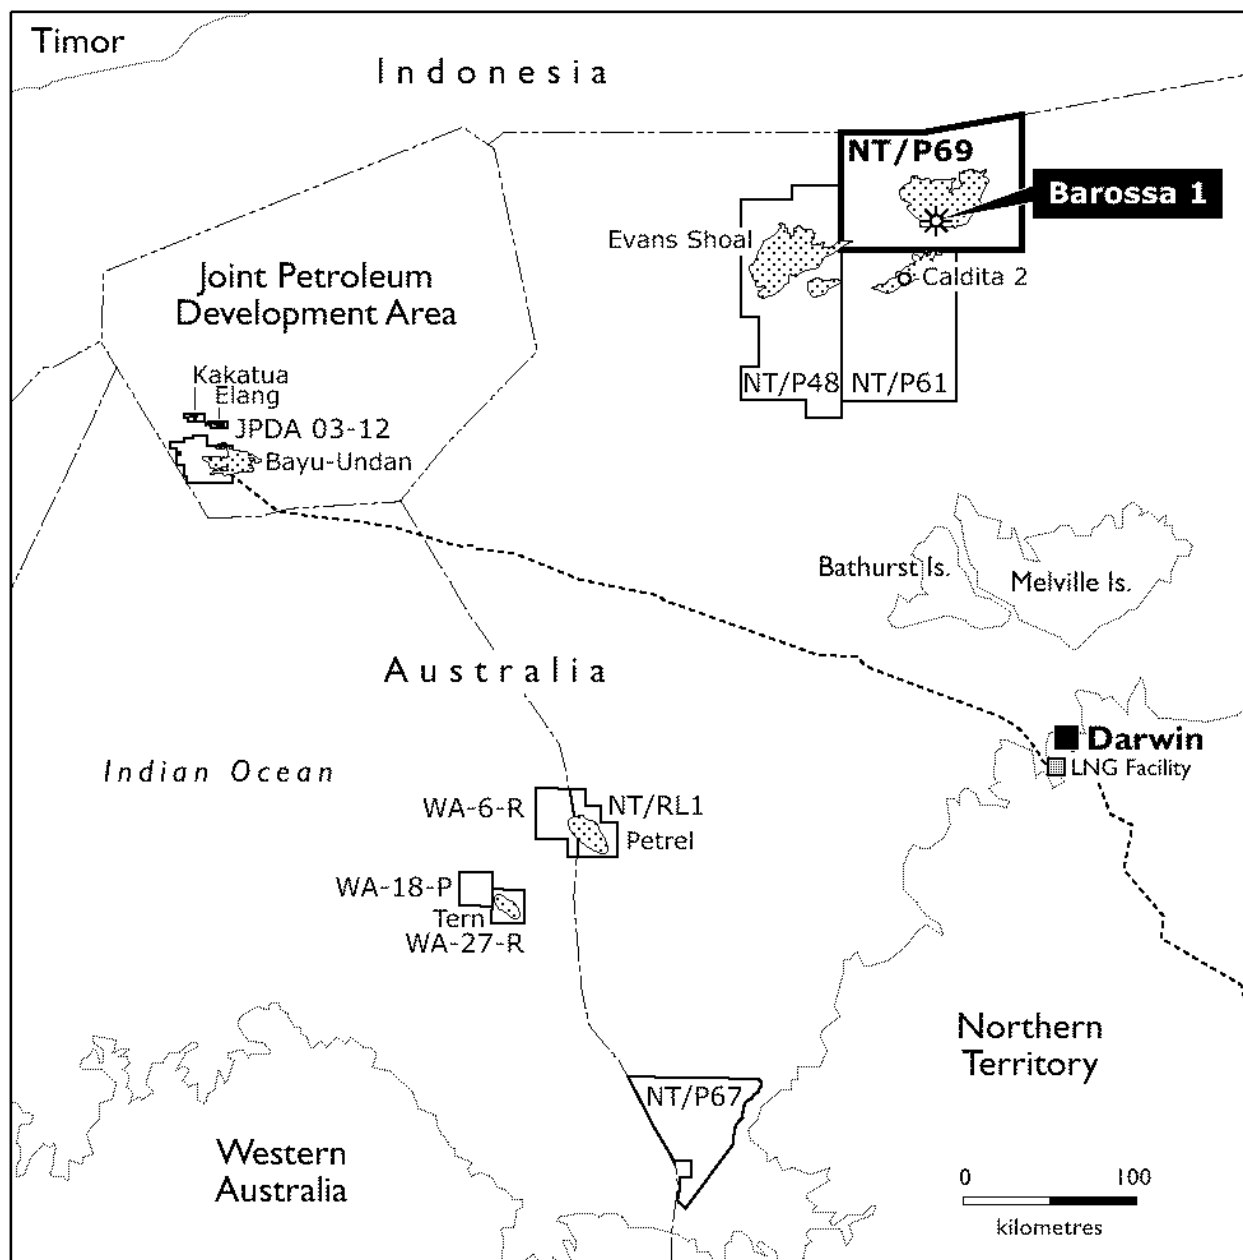 Timor
Indonesia
NT/P69
Barossa 1
Evans Shoal
Caldita 2
Joint Petroleum
Development Area
Kakatua
Elang
NT/P48
NT/P61
JPDA 03-12
Bayu-Undan
Bathurst Is.
Melville Is.
Australia
Darwin
LNG Facility
Indian Ocean
WA-6-R
NT/RL1
Petrel
WA-18-P
Tern
WA-27-R
Northern
Territory
NT/P67
Western
Australia
0 100
kilometres